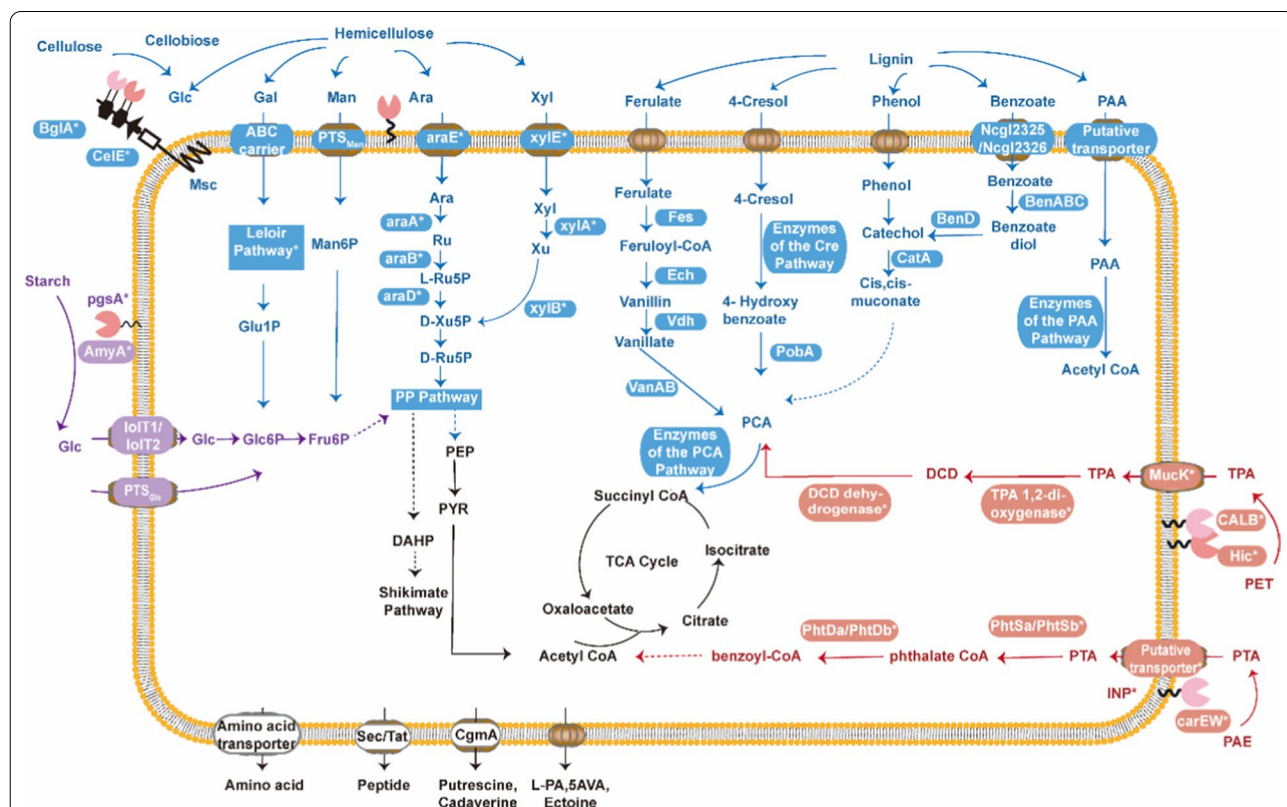 Cellulose
Cellobiose
Hemicellulose
Lignin
Glc
Gal
Man
Ara
Xyl
Ferulate
4-Cresol
Phenol
Benzoate
PAA
BglA*
CelE*
Msc
ABC
carrier
PTS Man
araE*
xylE*
Ncgl2325
/Ncgl2326
Putative
transporter
Ara
araA*
Ru
araB*
L-Ru5P
araD*
D-Xu5P
D-Ru5P
PP Pathway
Xyl
xylA*
Xu
xylB*
Leloir
Pathway*
Man6P
Glu1P
Ferulate
Fes
Feruloyl-CoA
Ech
Vanillin
Vdh
Vanillate
VanAB
4-Cresol
Enzymes
of the Cre
Pathway
4- Hydroxy
benzoate
PobA
Phenol
Catechol
CatA
Cis,cis-
muconate
BenD
Benzoate
BenABC
Benzoate
diol
PAA
Enzymes
of the PAA
Pathway
Acetyl CoA
Starch
pgsA*
AmyA*
Glc
IolT1/
IolT2
Glc
Glc6P
Fru6P
PTS Glc
PEP
PYR
DAHP
Shikimate
Pathway
PCA
Enzymes
of the PCA
Pathway
Succinyl CoA
TCA Cycle
Isocitrate
Oxaloacetate
Citrate
Acetyl CoA
DCD
DCD dehy-
drogenase*
TPA 1,2-di-
oxygenase*
TPA
MucK*
TPA
CALB*
Hic*
PET
benzoyl-CoA
PhtDa/PhtDb*
phthalate CoA
PhtSa/PhtSb*
PTA
Putative
transporter*
PTA
INP*
carEW*
PAE
Amino acid
transporter
Sec/Tat
CgmA
Amino acid
Peptide
Putrescine,
Cadaverine
L-PA,5AVA,
Ectoine